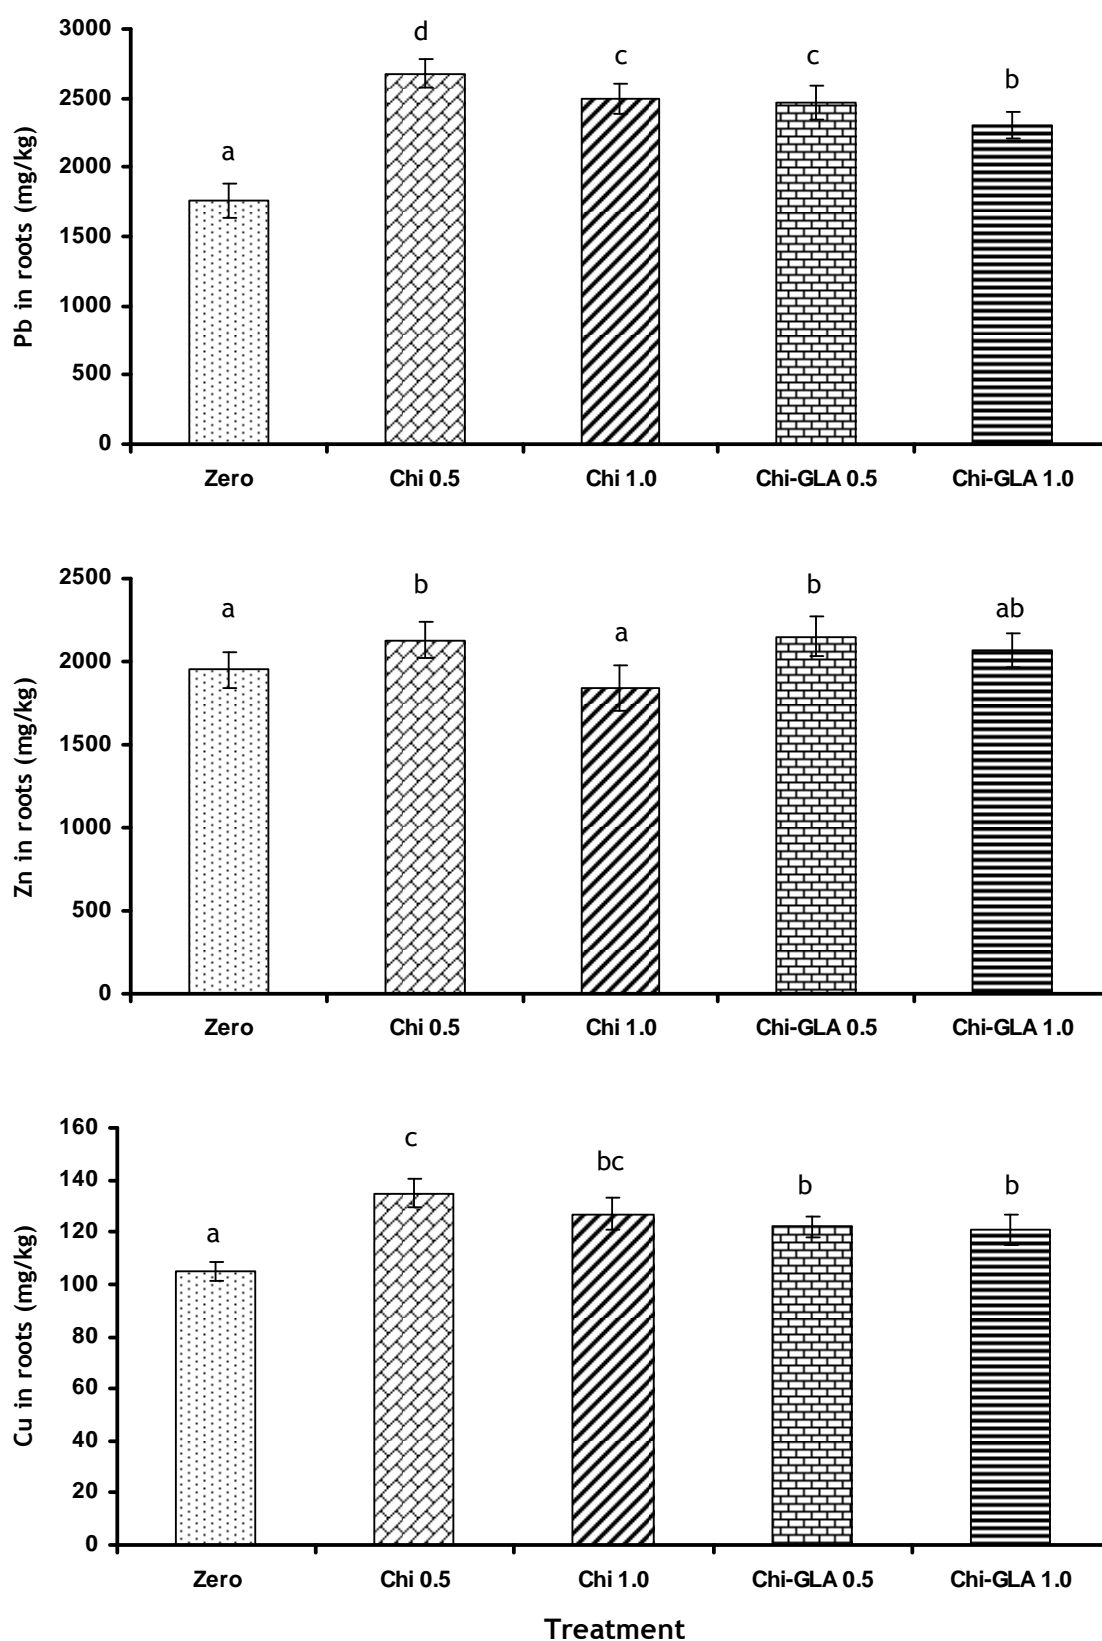 Pb in roots (mg/kg)
3000
2500
2000
1500
1000
500
0
a
d
c
c
b
Zero Chi 0.5 Chi 1.0 Chi-GLA 0.5 Chi-GLA 1.0
Zn in roots (mg/kg)
2500
2000
1500
1000
500
0
a
b
a
b
ab
Zero Chi 0.5 Chi 1.0 Chi-GLA 0.5 Chi-GLA 1.0
Cu in roots (mg/kg)
160
140
120
100
80
60
40
20
0
a
c
bc
b
b
Zero Chi 0.5 Chi 1.0 Chi-GLA 0.5 Chi-GLA 1.0
Treatment